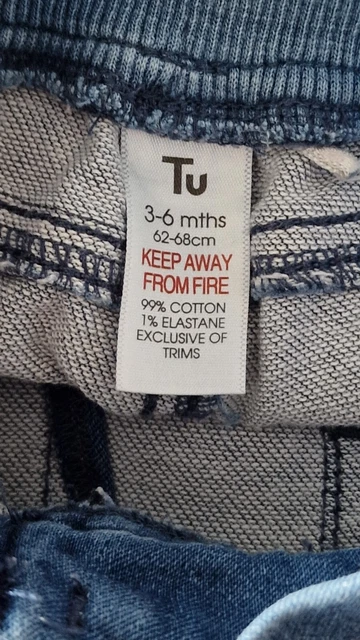 Tu
3-6 mths
62-68cm
KEEP AWAY
FROM FIRE
99% COTTON
1% ELASTANE
EXCLUSIVE OF
TRIMS